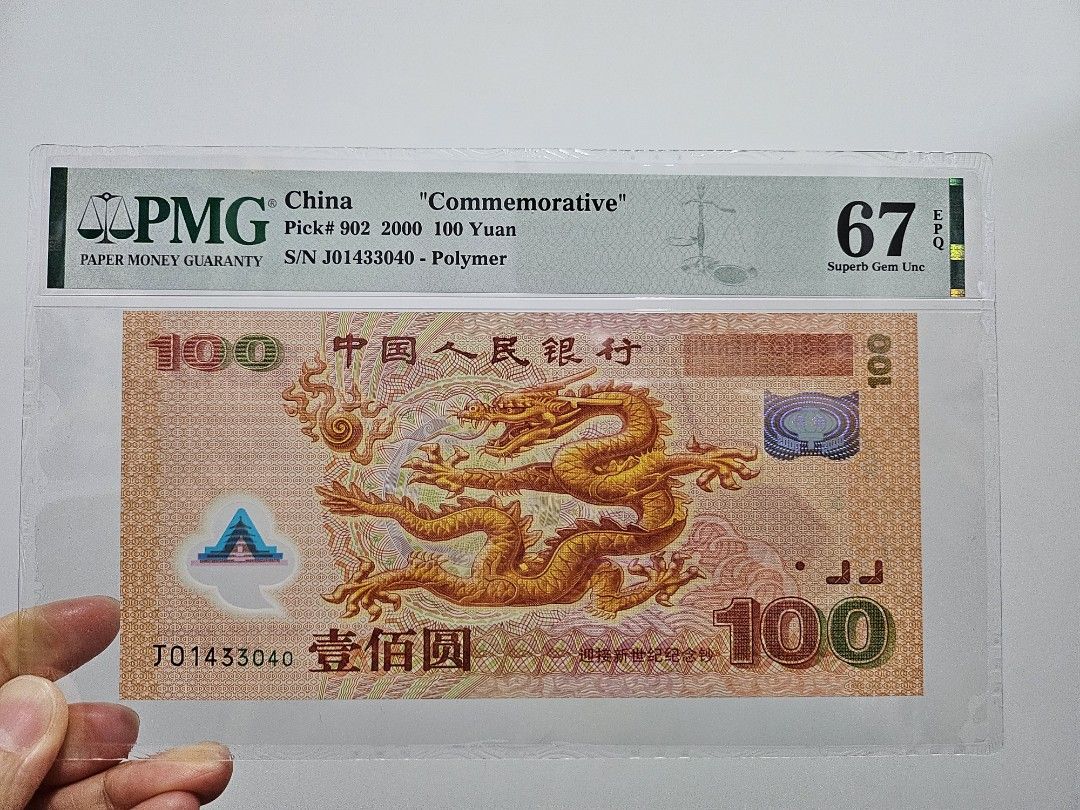 PMG®
PAPER MONEY GUARANTY
China "Commemorative"
Pick# 902 2000 100 Yuan
S/N J01433040 - Polymer
67
EPQ
Superb Gem Unc
100
中国人民银行
100
J01433040
壹佰圆
迎接新世纪纪念钞
100